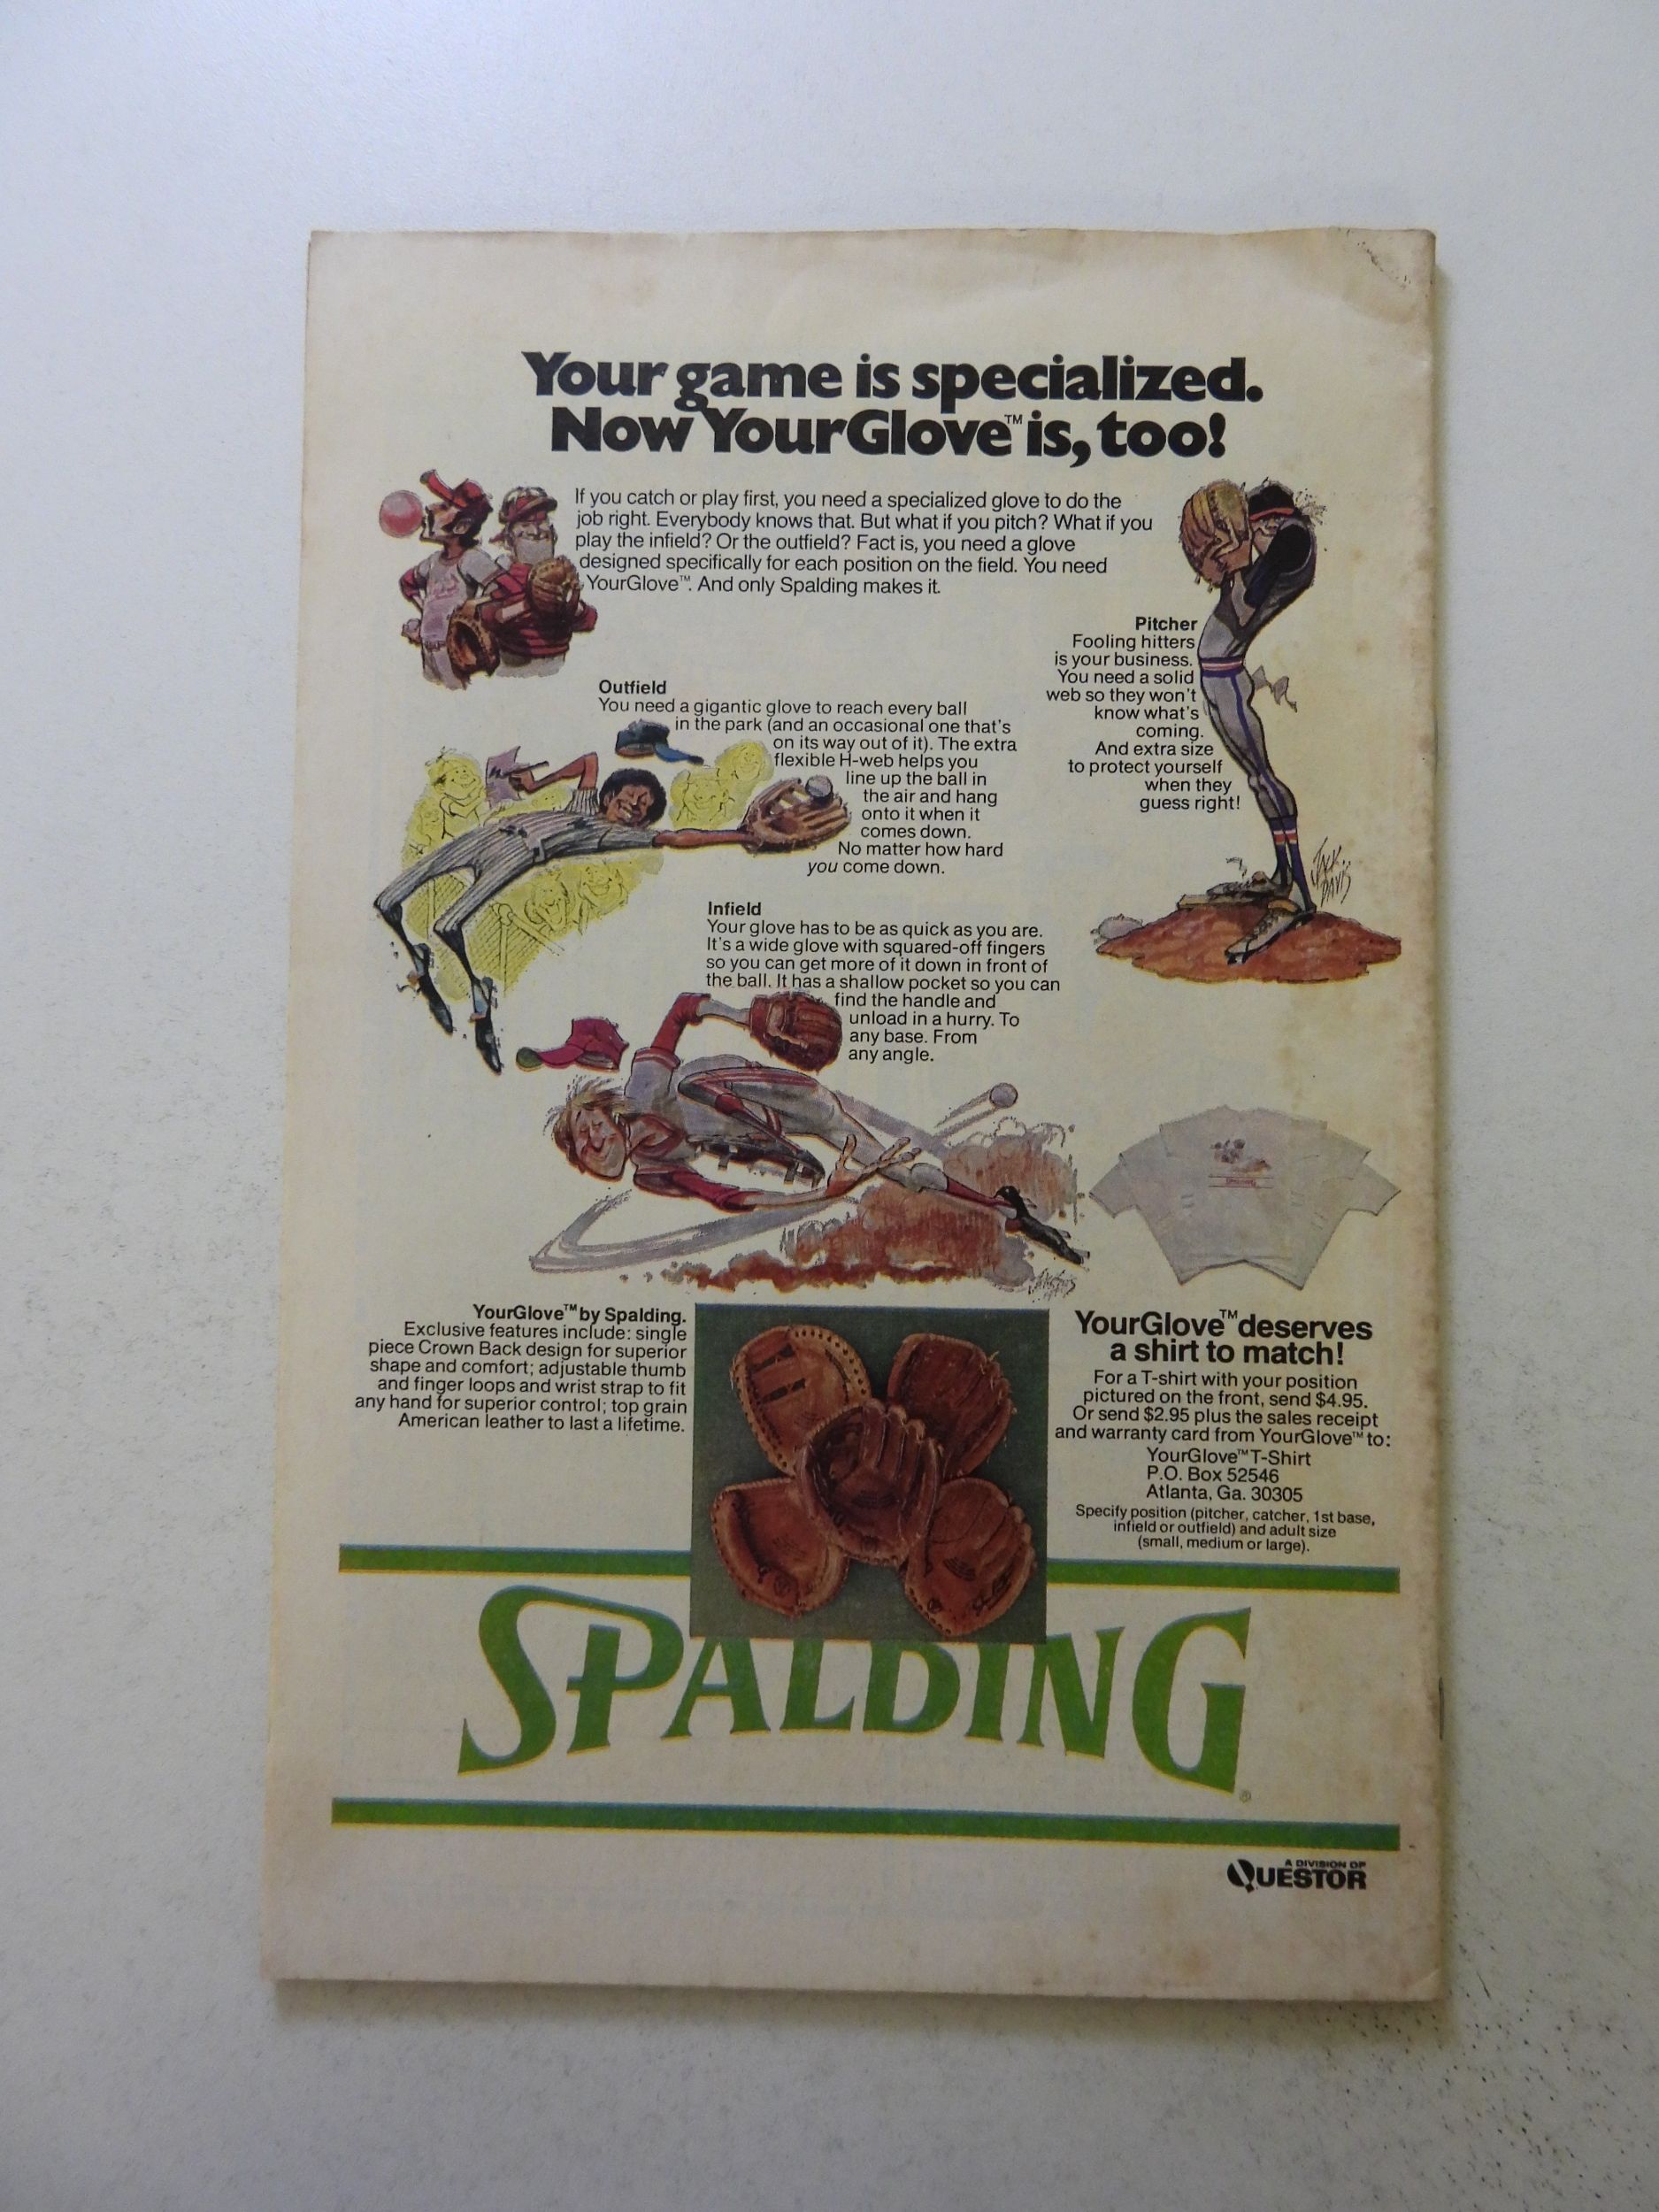 Your game is specialized.
Now YourGlove™ is, too!
If you catch or play first, you need a specialized glove to do the
job right. Everybody knows that. But what if you pitch? What if you
play the infield? Or the outfield? Fact is, you need a glove
designed specifically for each position on the field. You need
YourGlove™. And only Spalding makes it.
Pitcher
Fooling hitters
is your business.
You need a solid
web so they won't
know what's
coming.
And extra size
to protect yourself
when they
guess right!
JACK DAVIS
Outfield
You need a gigantic glove to reach every ball
in the park (and an occasional one that's
on its way out of it). The extra
flexible H-web helps you
line up the ball in
the air and hang
onto it when it
comes down.
No matter how hard
you come down.
Infield
Your glove has to be as quick as you are.
It's a wide glove with squared-off fingers
so you can get more of it down in front of
the ball. It has a shallow pocket so you can
find the handle and
unload in a hurry. To
any base. From
any angle.
YourGlove™ by Spalding.
Exclusive features include: single
piece Crown Back design for superior
shape and comfort; adjustable thumb
and finger loops and wrist strap to fit
any hand for superior control; top grain
American leather to last a lifetime.
YourGlove™ deserves
a shirt to match!
For a T-shirt with your position
pictured on the front, send $4.95.
Or send $2.95 plus the sales receipt
and warranty card from YourGlove™ to:
YourGlove™ T-Shirt
P.O. Box 52546
Atlanta, Ga. 30305
Specify position (pitcher, catcher, 1st base,
infield or outfield) and adult size
(small, medium or large).
SPALDING®
A DIVISION OF
QUESTOR